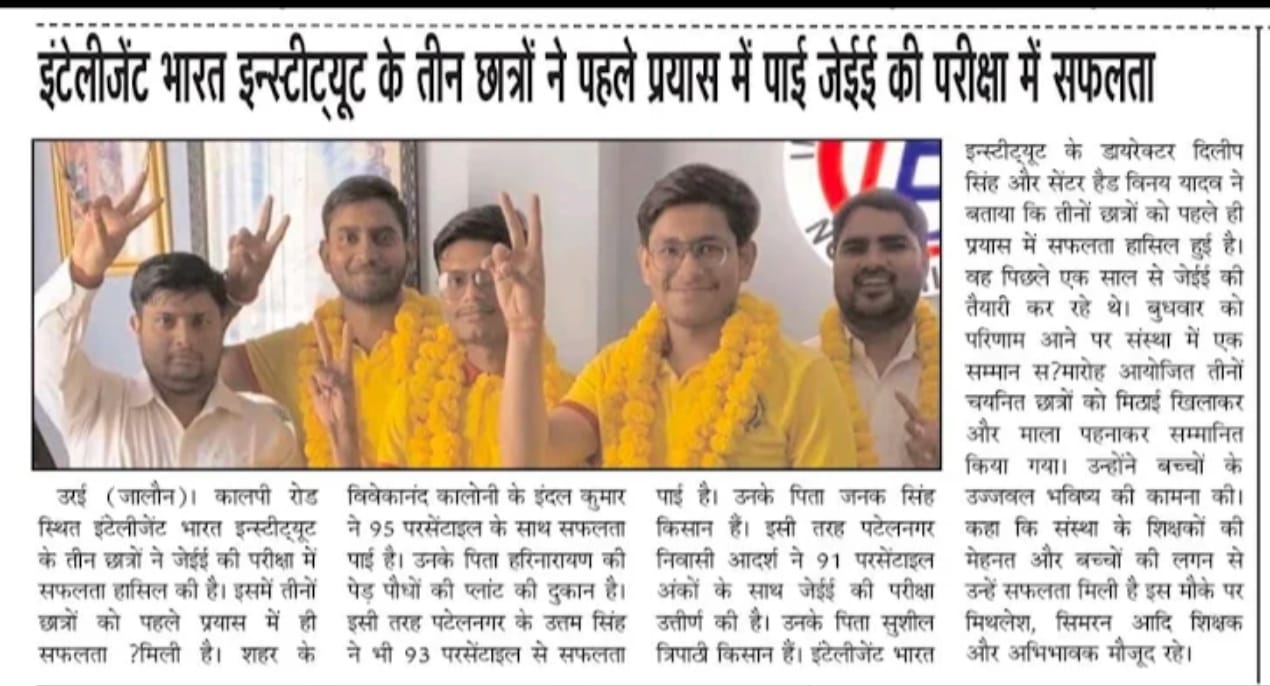 इंटेलीजेंट भारत इन्स्टीट्यूट के तीन छात्रों ने पहले प्रयास में पाई जेईई की परीक्षा में सफलता
उरई (जालौन)। कालपी रोड
स्थित इंटेलीजेंट भारत इन्स्टीट्यूट
के तीन छात्रों ने जेईई की परीक्षा में
सफलता हासिल की है। इसमें तीनों
छात्रों को पहले प्रयास में ही
सफलता ?मिली है। शहर के
विवेकानंद कालोनी के इंदल कुमार
ने 95 परसेंटाइल के साथ सफलता
पाई है। उनके पिता हरिनारायण की
पेड़ पौधों की प्लांट की दुकान है।
इसी तरह पटेलनगर के उत्तम सिंह
ने भी 93 परसेंटाइल से सफलता
पाई है। उनके पिता जनक सिंह
किसान हैं। इसी तरह पटेलनगर
निवासी आदर्श ने 91 परसेंटाइल
अंकों के साथ जेईई की परीक्षा
उत्तीर्ण की है। उनके पिता सुशील
त्रिपाठी किसान हैं। इंटेलीजेंट भारत
इन्स्टीट्यूट के डायरेक्टर दिलीप
सिंह और सेंटर हैड विनय यादव ने
बताया कि तीनों छात्रों को पहले ही
प्रयास में सफलता हासिल हुई है।
वह पिछले एक साल से जेईई की
तैयारी कर रहे थे। बुधवार को
परिणाम आने पर संस्था में एक
सम्मान स?मारोह आयोजित तीनों
चयनित छात्रों को मिठाई खिलाकर
और माला पहनाकर सम्मानित
किया गया। उन्होंने बच्चों के
उज्जवल भविष्य की कामना की।
कहा कि संस्था के शिक्षकों की
मेहनत और बच्चों की लगन से
उन्हें सफलता मिली है इस मौके पर
मिथलेश, सिमरन आदि शिक्षक
और अभिभावक मौजूद रहे।